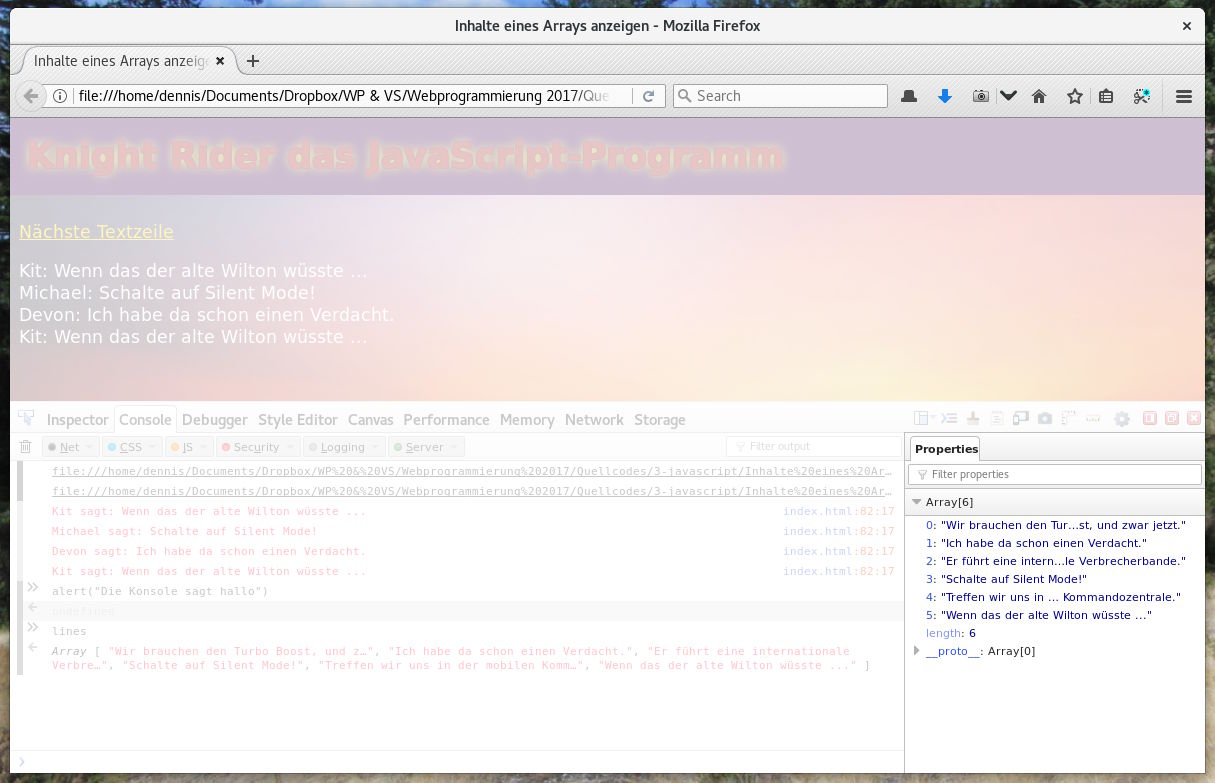 Inhalte eines Arrays anzeigen - Mozilla Firefox
Inhalte eines Arrays anzeige
file:///home/dennis/Documents/Dropbox/WP & VS/Webprogrammierung 2017/Que
Search
Knight Rider das JavaScript-Programm
Nächste Textzeile
Kit: Wenn das der alte Wilton wüsste ...
Michael: Schalte auf Silent Mode!
Devon: Ich habe da schon einen Verdacht.
Kit: Wenn das der alte Wilton wüsste ...
Inspector Console Debugger Style Editor Canvas Performance Memory Network Storage
Net CSS JS Security Logging Server Filter output
file:///home/dennis/Documents/Dropbox/WP%20&%20VS/Webprogrammierung%202017/Quellcodes/3-javascript/Inhalte%20eines%20Ar…
file:///home/dennis/Documents/Dropbox/WP%20&%20VS/Webprogrammierung%202017/Quellcodes/3-javascript/Inhalte%20eines%20Ar…
Kit sagt: Wenn das der alte Wilton wüsste ... index.html:82:17
Michael sagt: Schalte auf Silent Mode! index.html:82:17
Devon sagt: Ich habe da schon einen Verdacht. index.html:82:17
Kit sagt: Wenn das der alte Wilton wüsste ... index.html:82:17
alert("Die Konsole sagt hallo")
undefined
lines
Array [ "Wir brauchen den Turbo Boost, und z…", "Ich habe da schon einen Verdacht.", "Er führt eine internationale
Verbre…", "Schalte auf Silent Mode!", "Treffen wir uns in der mobilen Komm…", "Wenn das der alte Wilton wüsste ..." ]
Properties
Filter properties
Array[6]
0: "Wir brauchen den Tur…st, und zwar jetzt."
1: "Ich habe da schon einen Verdacht."
2: "Er führt eine intern…le Verbrecherbande."
3: "Schalte auf Silent Mode!"
4: "Treffen wir uns in … Kommandozentrale."
5: "Wenn das der alte Wilton wüsste ..."
length: 6
__proto__: Array[0]